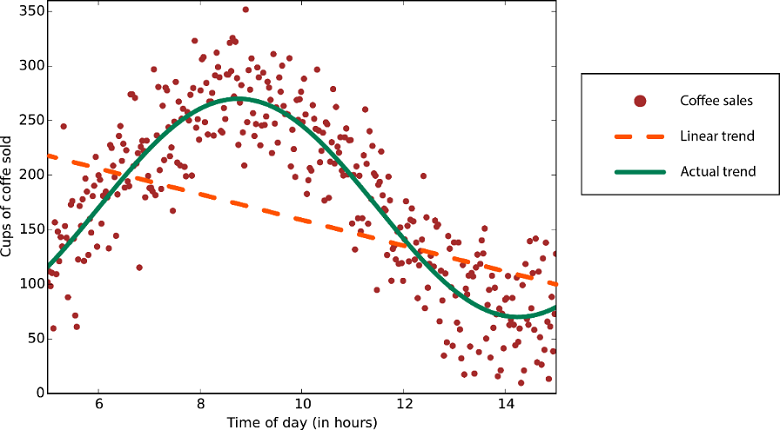 350
300
250
200
150
100
50
0
Cups of coffe sold
6 8 10 12 14
Time of day (in hours)
Coffee sales
Linear trend
Actual trend